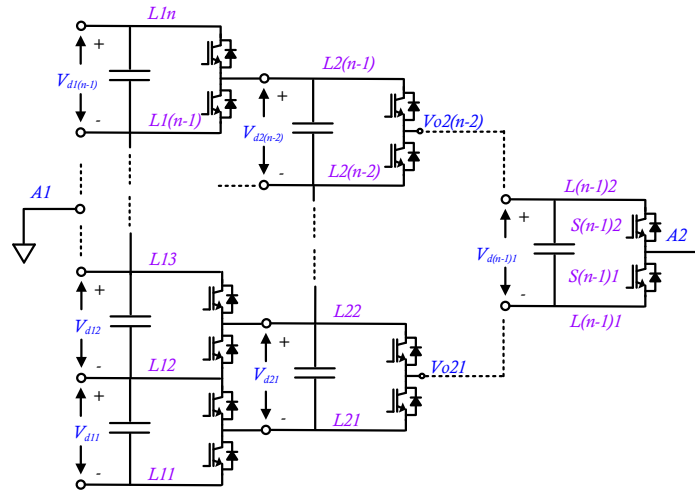 L1n
+
Vd1(n-1)
-
L1(n-1)
L2(n-1)
+
Vd2(n-2)
-
L2(n-2)
Vo2(n-2)
A1
L(n-1)2
+
Vd(n-1)1
-
S(n-1)2
A2
S(n-1)1
L(n-1)1
L13
+
Vd12
-
L12
+
Vd11
-
L11
L22
+
Vd21
-
L21
Vo21